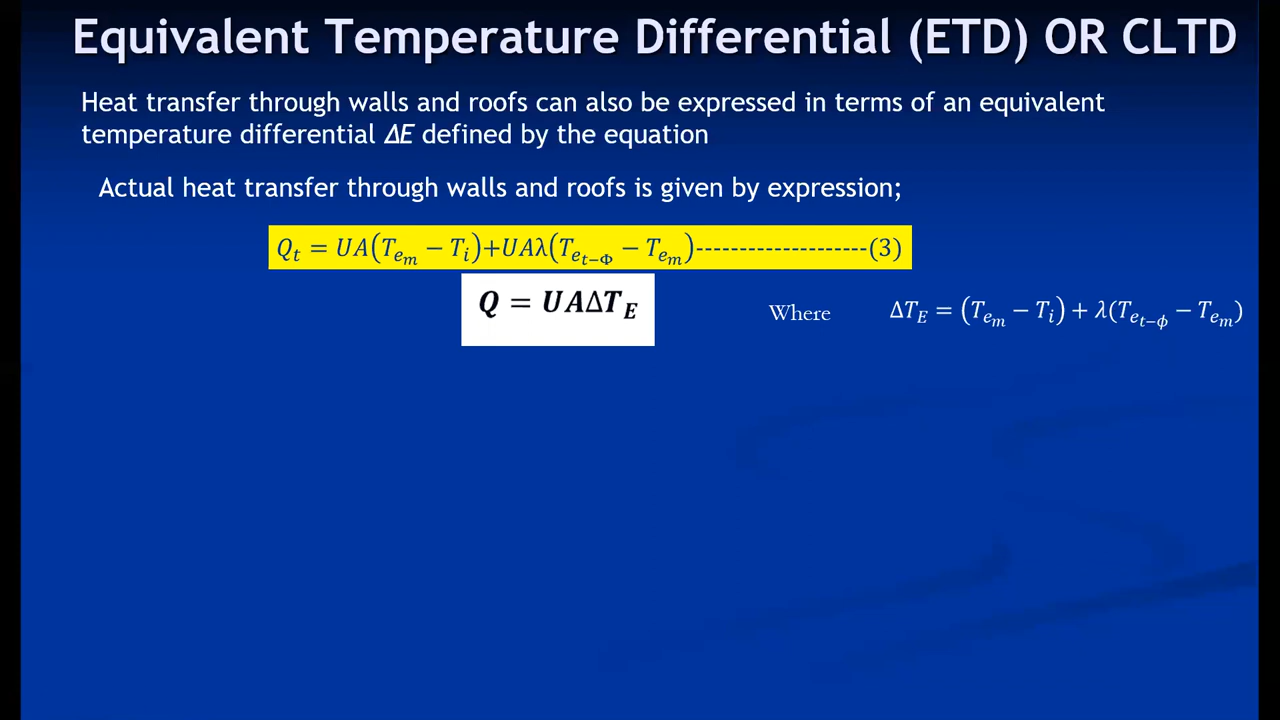 Equivalent Temperature Differential (ETD) OR CLTD
Heat transfer through walls and roofs can also be expressed in terms of an equivalent
temperature differential ΔE defined by the equation
Actual heat transfer through walls and roofs is given by expression;
Q_t = UA(T_{e_m} − T_i)+UAλ(T_{e_{t−Φ}} − T_{e_m})--------------------(3)
Q = UAΔT_E
Where ΔT_E = (T_{e_m} − T_i) + λ(T_{e_{t−ϕ}} − T_{e_m})